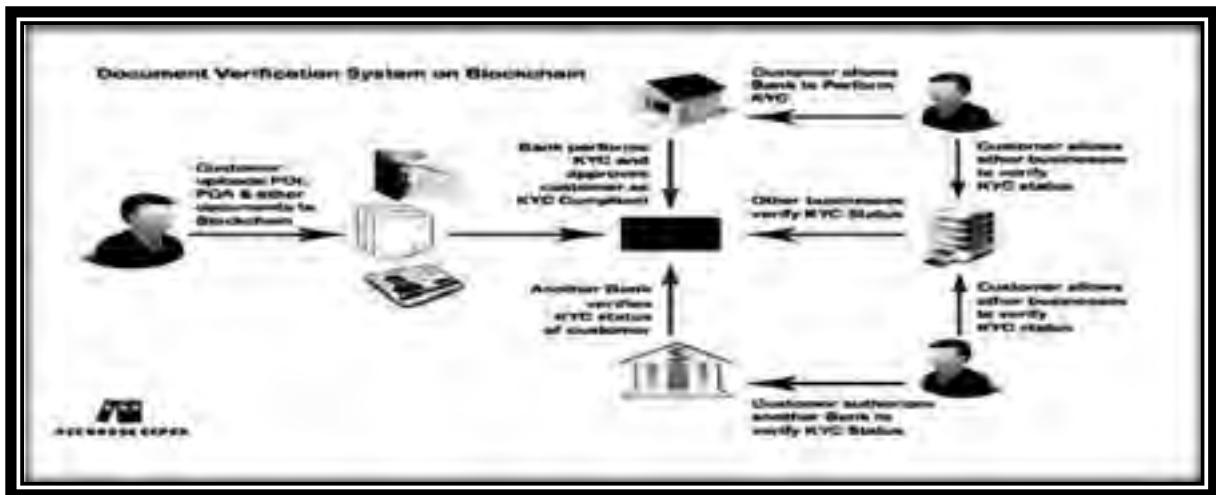 Document Verification System on Blockchain
Customer
uploads POI,
POA & other
documents to
Blockchain
Bank performs
KYC and
approves
customer as
KYC Compliant
Customer allows
Bank to Perform
KYC
Customer allows
other businesses
to verify
KYC status
Other businesses
verify KYC Status
Another Bank
verifies
KYC status
of customer
Customer allows
other businesses
to verify
KYC status
Customer authorizes
another Bank to
verify KYC Status